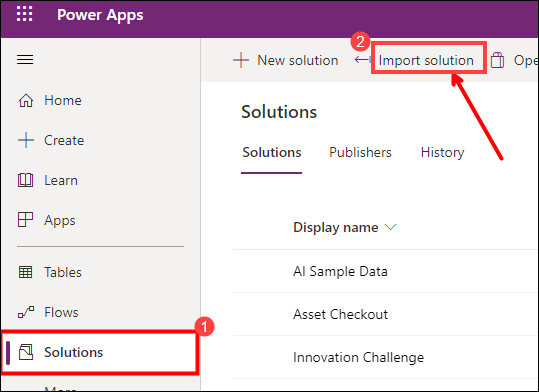 Power Apps
2
New solution
Import solution
Ope
Home
Create
Learn
Apps
Tables
Flows
1
Solutions
Solutions
Solutions
Publishers
History
Display name
AI Sample Data
Asset Checkout
Innovation Challenge